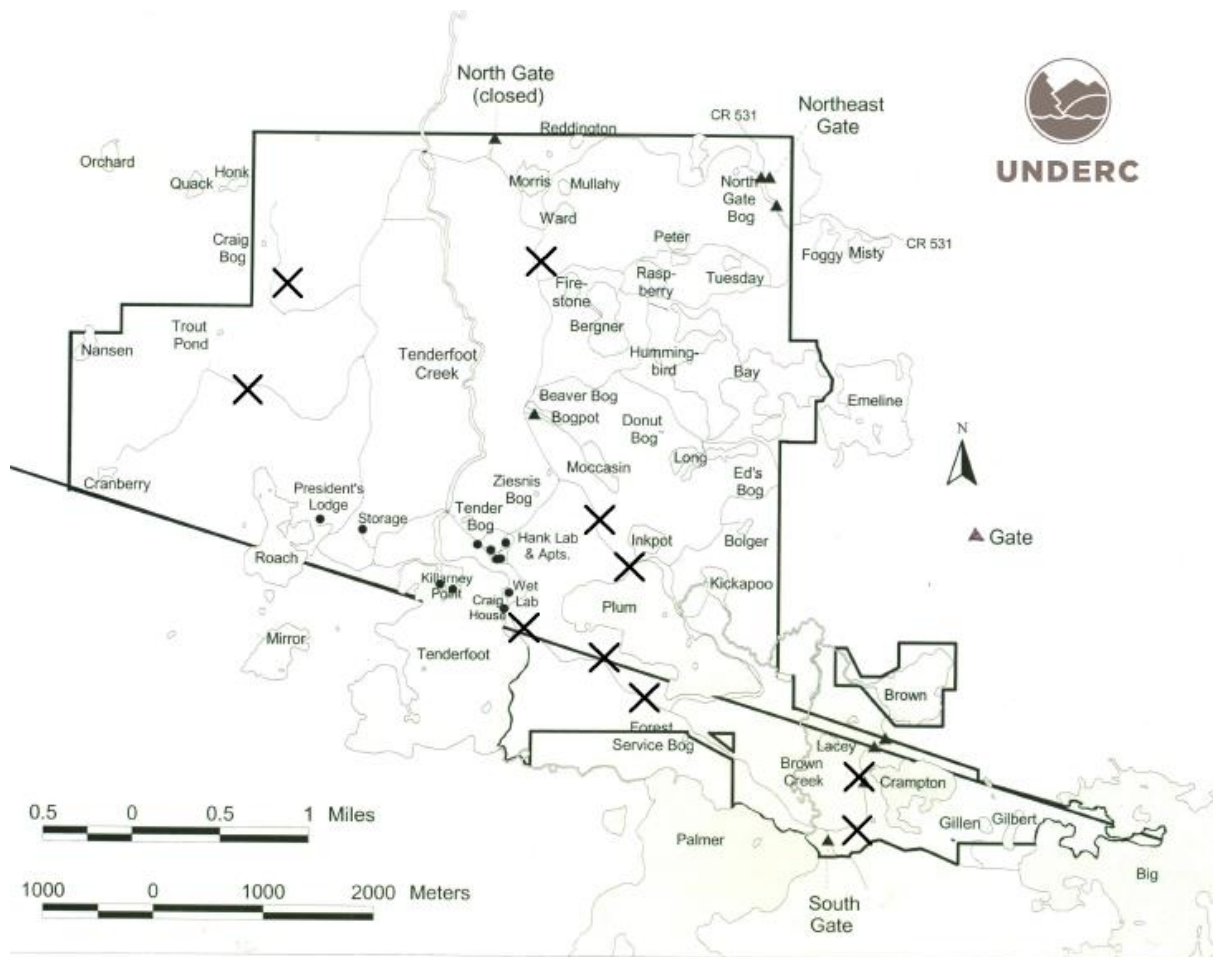 North Gate
(closed)
CR 531
Northeast
Gate
UNDERC
Reddington
Orchard
Quack
Honk
Morris
Mullahy
North
Gate
Bog
Ward
Craig
Bog
Peter
CR 531
Foggy
Misty
Rasp-
berry
Tuesday
Fire-
stone
Bergner
Trout
Pond
Nansen
Tenderfoot
Creek
Humming-
bird
Bay
Beaver Bog
Bogpot
Emeline
Donut
Bog
N
Moccasin
Long
Cranberry
Ed's
Bog
President's
Lodge
Ziesnis
Bog
Storage
Tender
Bog
Hank Lab
& Apts.
Inkpot
Bolger
Gate
Roach
Killarney
Point
Wet
Lab
Craig
House
Kickapoo
Plum
Mirror
Tenderfoot
Brown
Forest
Service Bog
Lacey
Brown
Creek
Crampton
0.5 0 0.5 1 Miles
Gillen
Gilbert
Palmer
Big
1000 0 1000 2000 Meters
South
Gate